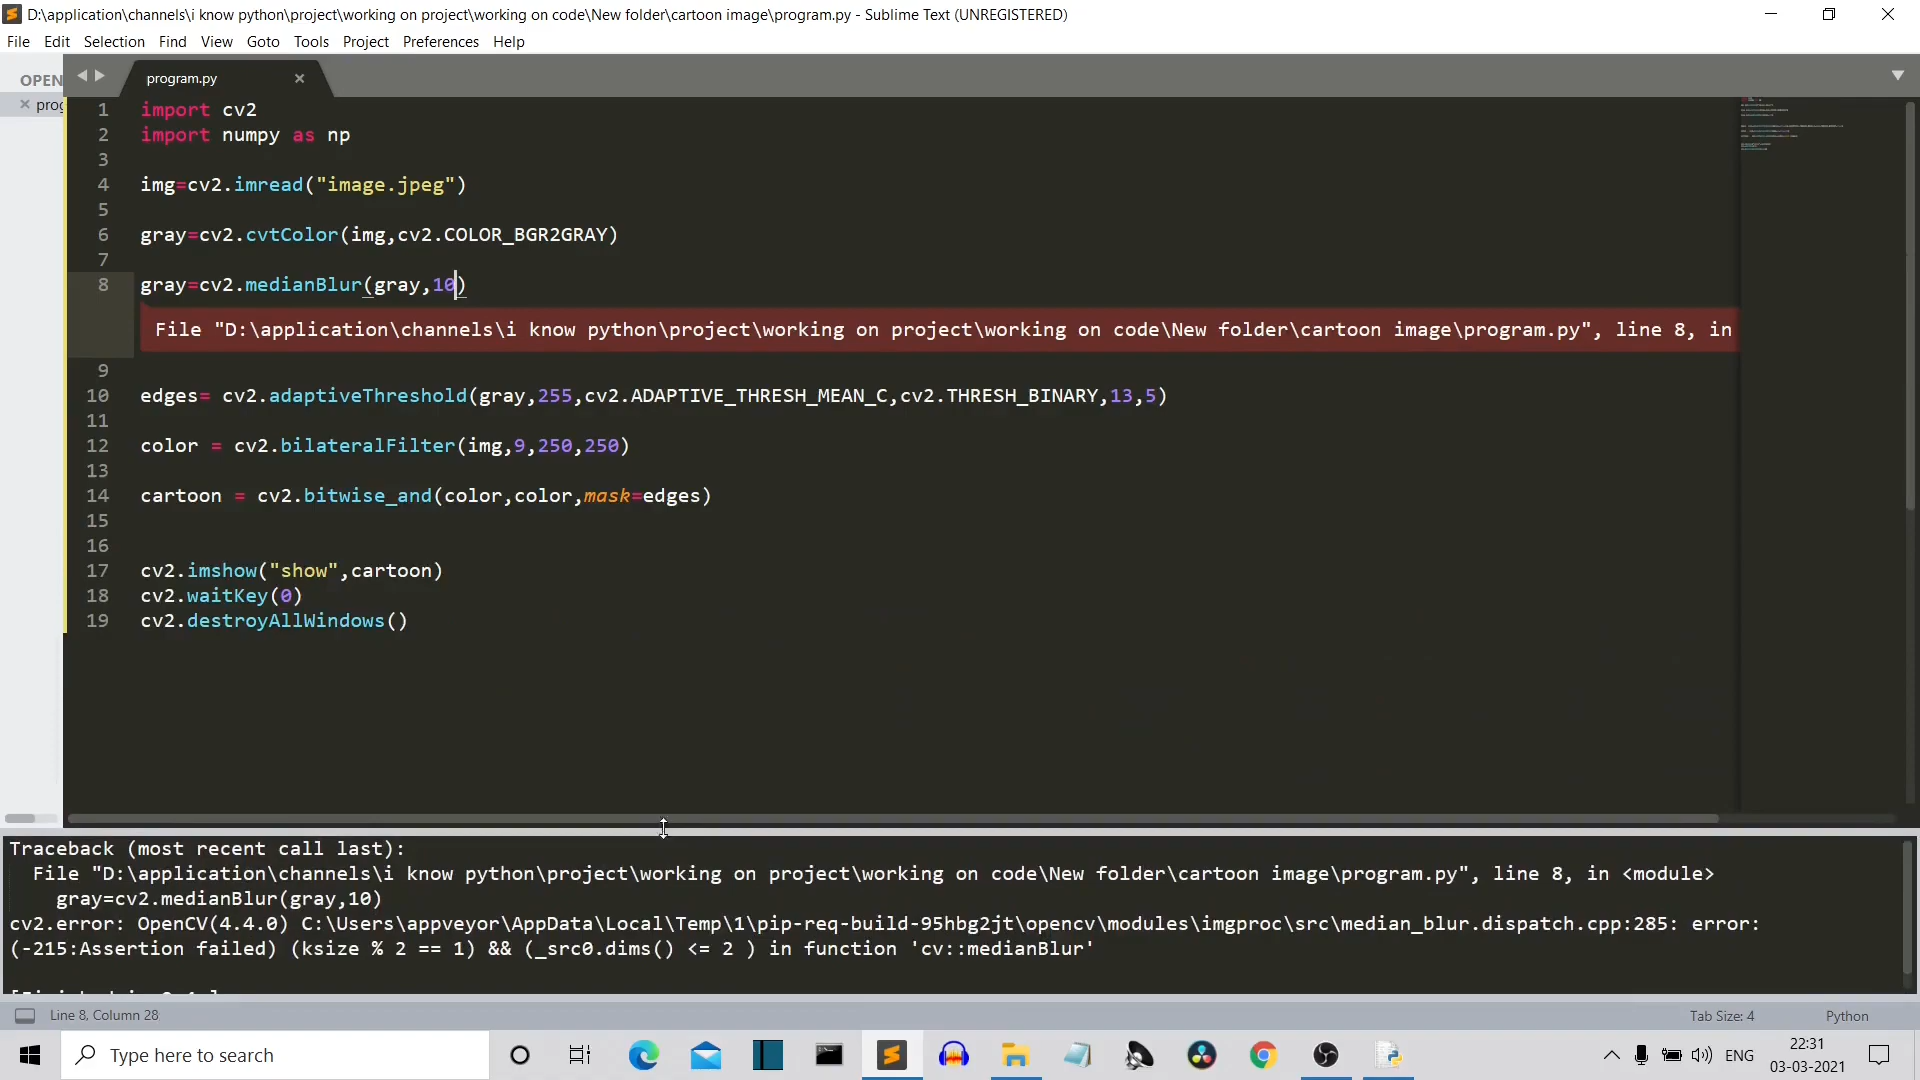 D:\application\channels\i know python\project\working on project\working on code\New folder\cartoon image\program.py - Sublime Text (UNREGISTERED)
File Edit Selection Find View Goto Tools Project Preferences Help
OPEN
prog
program.py
1 import cv2
2 import numpy as np
3
4 img=cv2.imread("image.jpeg")
5
6 gray=cv2.cvtColor(img,cv2.COLOR_BGR2GRAY)
7
8 gray=cv2.medianBlur(gray,10)
File "D:\application\channels\i know python\project\working on project\working on code\New folder\cartoon image\program.py", line 8, in
9
10 edges= cv2.adaptiveThreshold(gray,255,cv2.ADAPTIVE_THRESH_MEAN_C,cv2.THRESH_BINARY,13,5)
11
12 color = cv2.bilateralFilter(img,9,250,250)
13
14 cartoon = cv2.bitwise_and(color,color,mask=edges)
15
16
17 cv2.imshow("show",cartoon)
18 cv2.waitKey(0)
19 cv2.destroyAllWindows()
Traceback (most recent call last):
File "D:\application\channels\i know python\project\working on project\working on code\New folder\cartoon image\program.py", line 8, in <module>
gray=cv2.medianBlur(gray,10)
cv2.error: OpenCV(4.4.0) C:\Users\appveyor\AppData\Local\Temp\1\pip-req-build-95hbg2jt\opencv\modules\imgproc\src\median_blur.dispatch.cpp:285: error:
(-215:Assertion failed) (ksize % 2 == 1) && (_src0.dims() <= 2 ) in function 'cv::medianBlur'
Line 8, Column 28
Tab Size: 4
Python
Type here to search
ENG
22:31
03-03-2021